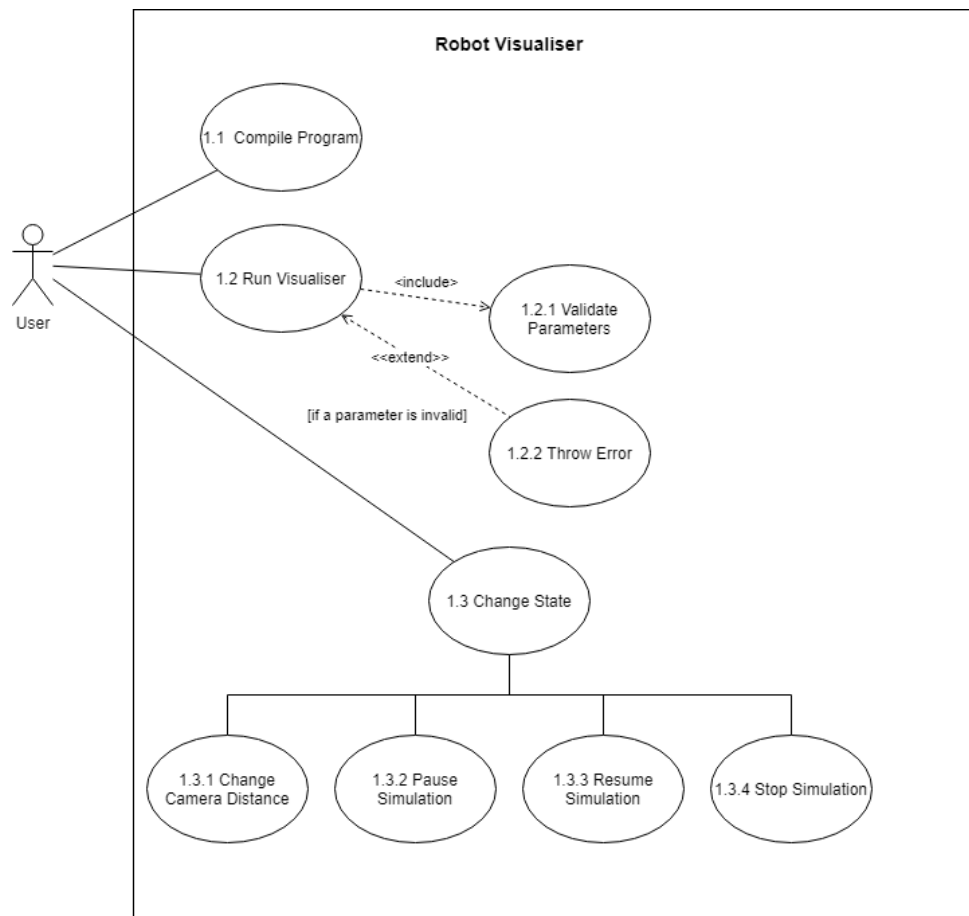 Robot Visualiser
1.1 Compile Program
User
1.2 Run Visualiser
<include>
1.2.1 Validate
Parameters
<<extend>>
[if a parameter is invalid]
1.2.2 Throw Error
1.3 Change State
1.3.1 Change
Camera Distance
1.3.2 Pause
Simulation
1.3.3 Resume
Simulation
1.3.4 Stop Simulation